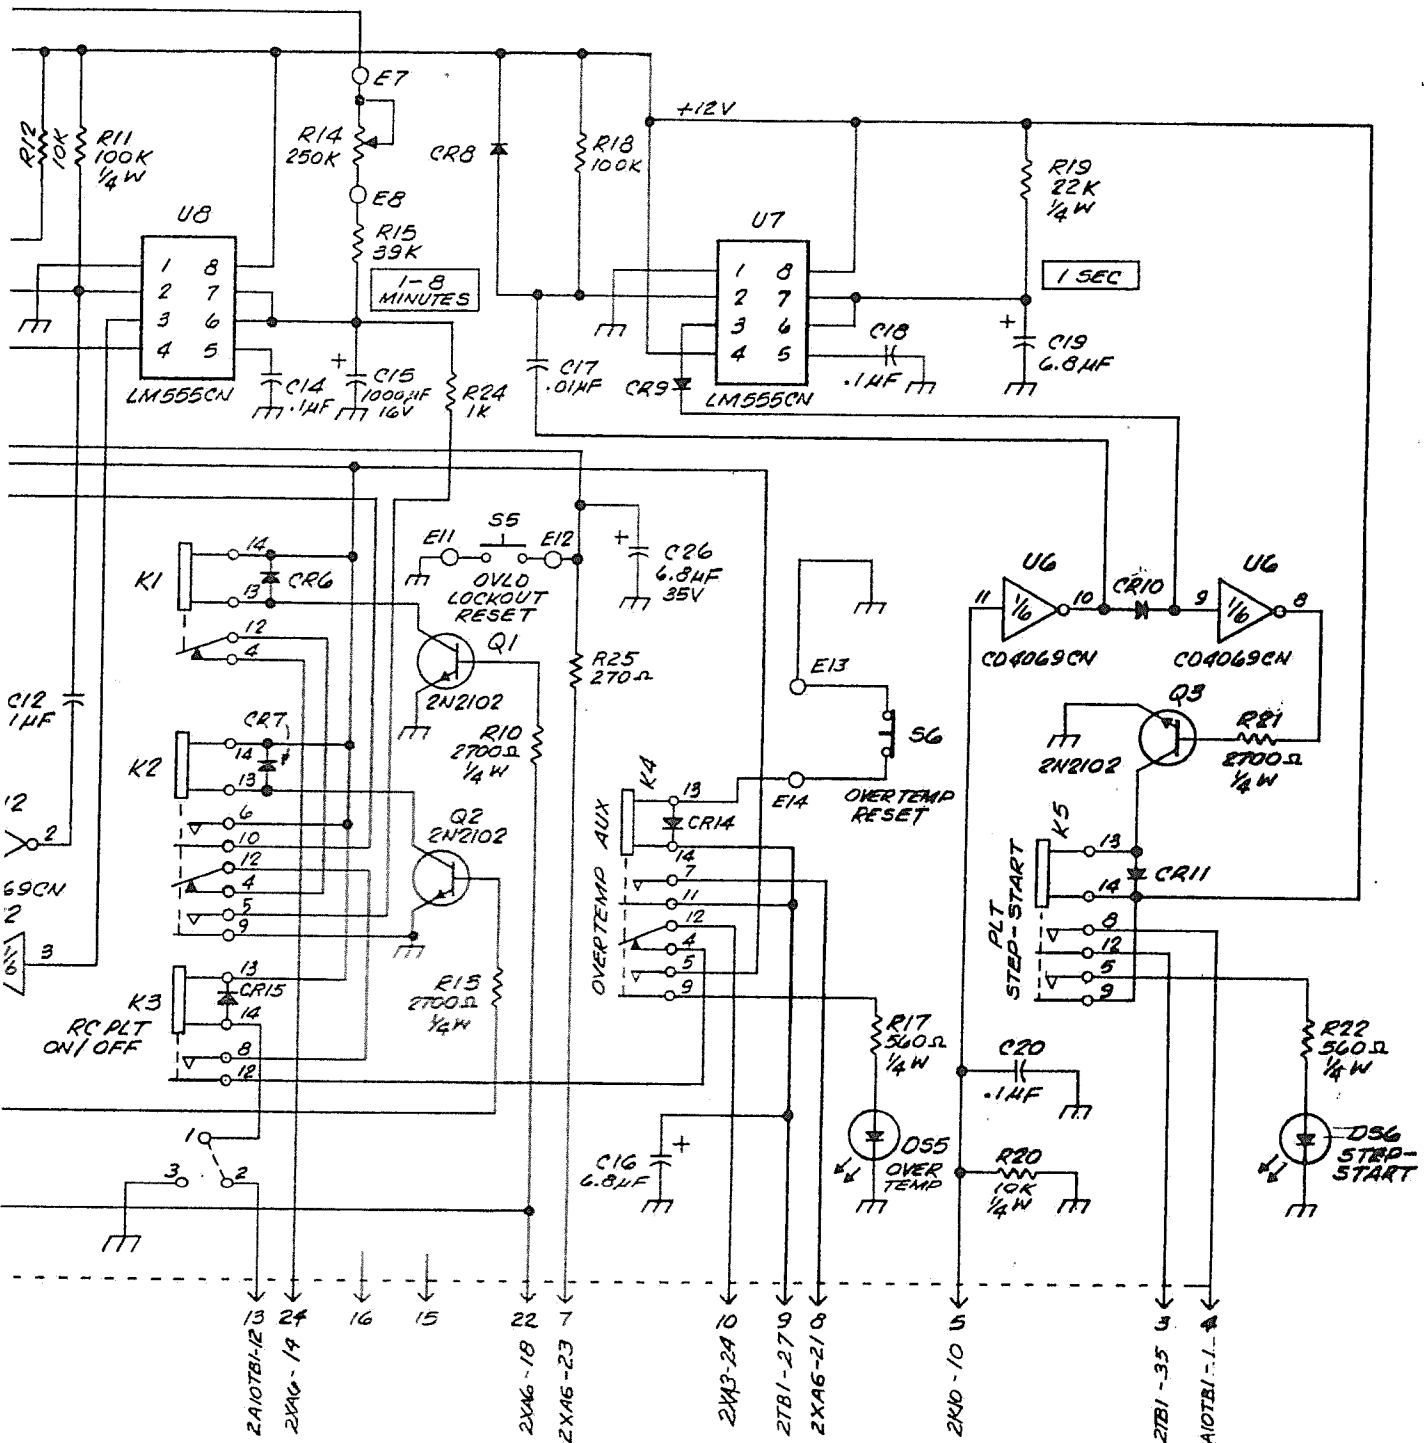 E7
+12V
R12
10K
R11
100K
1/4 W
R14
250K
CR8
R18
100K
R19
22K
1/4 W
E8
U8
R15
39K
U7
1-8
MINUTES
1 SEC
1 8
2 7
3 6
4 5
LM555CN
1 8
2 7
3 6
4 5
LM555CN
C14
.1µF
+
C15
1000µF
16V
R24
1K
C17
.01µF
CR9
C18
.1µF
+
C19
6.8µF
K1
14
13
12
4
CR6
E11
S5
E12
OVLD
LOCKOUT
RESET
+
C26
6.8µF
35V
U6
11
1/6
10
CD4069CN
CR10
U6
9
1/6
8
CD4069CN
Q1
2N2102
R25
270Ω
E13
C12
1µF
R10
2700Ω
1/4 W
S6
Q3
2N2102
R21
2700Ω
1/4 W
CR7
K2
14
13
6
10
12
4
5
9
Q2
2N2102
E14
OVERTEMP
RESET
K4
OVERTEMP AUX
13
CR14
14
7
11
12
4
5
9
K5
PLT
STEP-START
13
CR11
14
8
12
5
9
2
69CN
1/6
3
K3
RC PLT
ON/OFF
13
CR15
14
8
12
2700Ω
1/4 W
R17
560Ω
1/4 W
C20
.1µF
R22
560Ω
1/4 W
1
3
2
C16
6.8µF
+
DS5
OVER
TEMP
R20
10K
1/4 W
DS6
STEP-
START
13
24
16
15
22
7
10
9
8
5
3
2A10TB1-12
2XA6-14
2XA6-18
2XA6-23
2XA3-24
2TB1-27
2XA6-21
2K10-10
2TB1-35
A10TB1-1